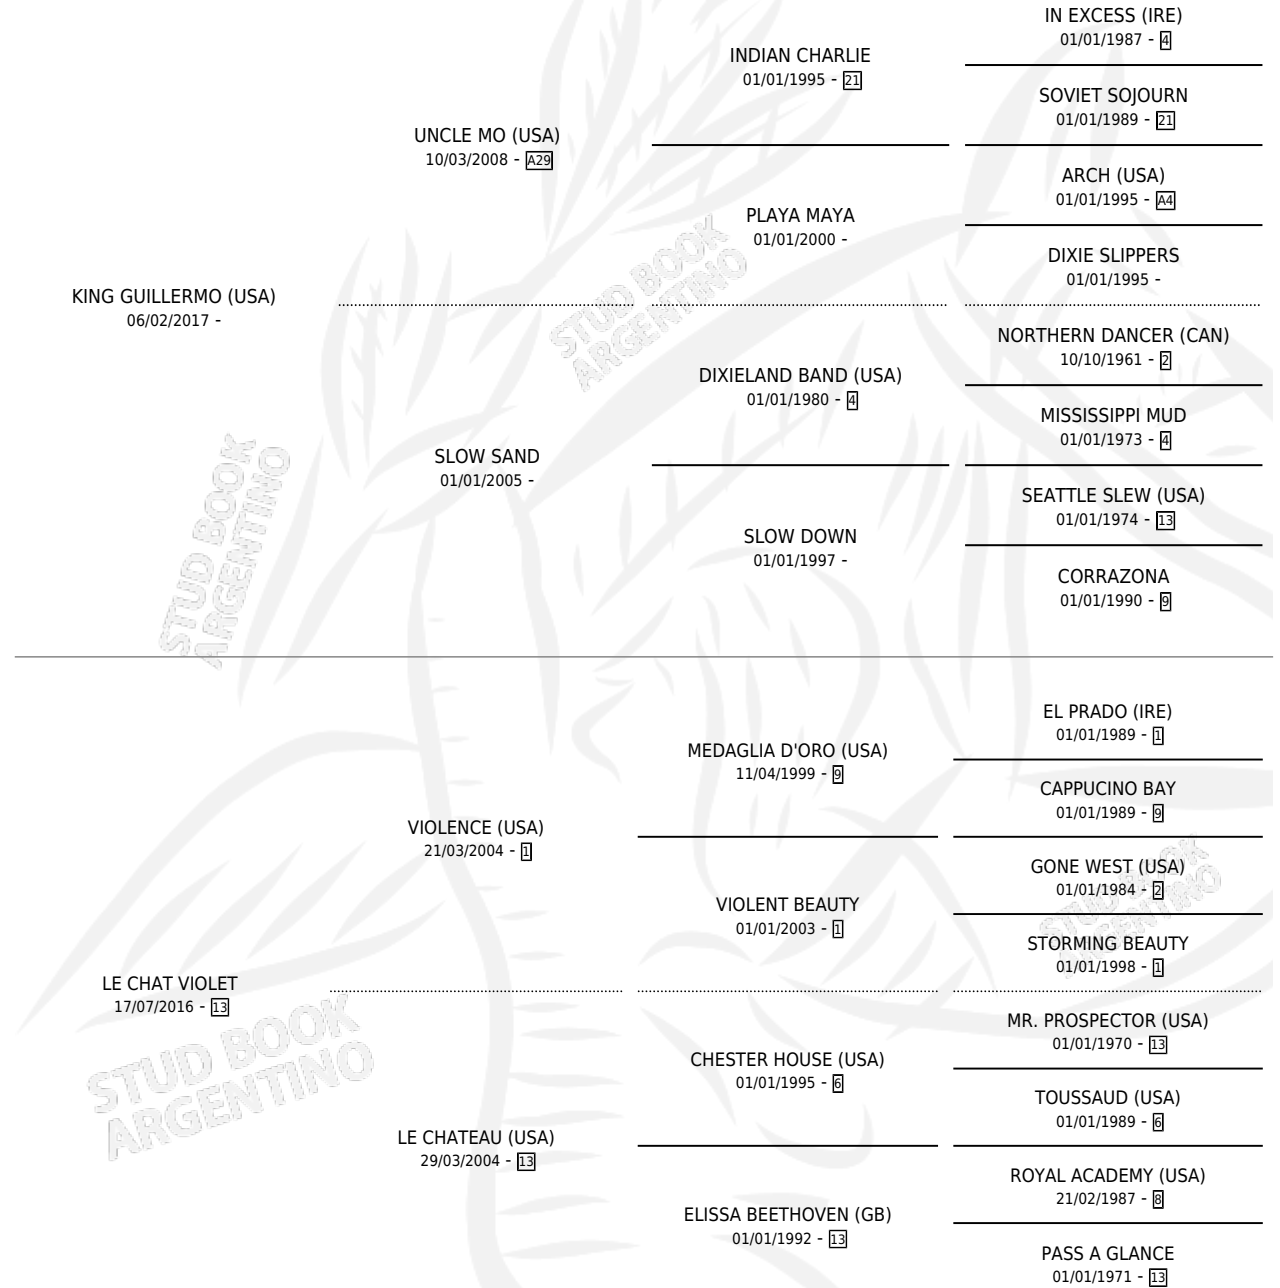 IN EXCESS (IRE)
01/01/1987 - 4
INDIAN CHARLIE
01/01/1995 - 21
SOVIET SOJOURN
01/01/1989 - 21
UNCLE MO (USA)
10/03/2008 - A29
ARCH (USA)
01/01/1995 - A4
PLAYA MAYA
01/01/2000 -
DIXIE SLIPPERS
01/01/1995 -
KING GUILLERMO (USA)
06/02/2017 -
NORTHERN DANCER (CAN)
10/10/1961 - 2
DIXIELAND BAND (USA)
01/01/1980 - 4
MISSISSIPPI MUD
01/01/1973 - 4
SLOW SAND
01/01/2005 -
SEATTLE SLEW (USA)
01/01/1974 - 13
SLOW DOWN
01/01/1997 -
CORRAZONA
01/01/1990 - 9
STUD BOOK
ARGENTINO
STUD BOOK
ARGENTINO
EL PRADO (IRE)
01/01/1989 - 1
MEDAGLIA D'ORO (USA)
11/04/1999 - 9
CAPPUCINO BAY
01/01/1989 - 9
VIOLENCE (USA)
21/03/2004 - 1
GONE WEST (USA)
01/01/1984 - 2
VIOLENT BEAUTY
01/01/2003 - 1
STORMING BEAUTY
01/01/1998 - 1
STUD BOOK
ARGENTINO
LE CHAT VIOLET
17/07/2016 - 13
MR. PROSPECTOR (USA)
01/01/1970 - 13
CHESTER HOUSE (USA)
01/01/1995 - 6
TOUSSAUD (USA)
01/01/1989 - 6
LE CHATEAU (USA)
29/03/2004 - 13
ROYAL ACADEMY (USA)
21/02/1987 - 8
ELISSA BEETHOVEN (GB)
01/01/1992 - 13
PASS A GLANCE
01/01/1971 - 13
STUD BOOK
ARGENTINO